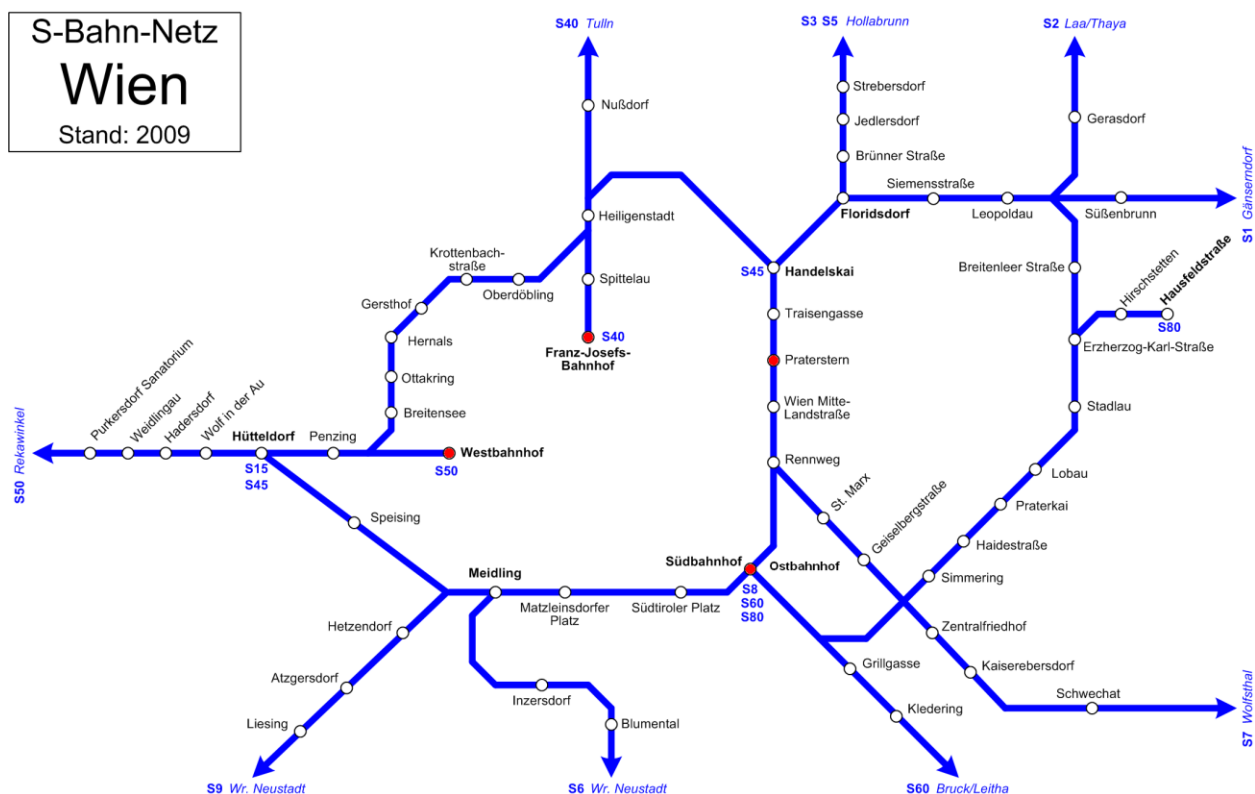 S-Bahn-Netz
Wien
Stand: 2009
S40 Tulln
S3 S5 Hollabrunn
S2 Laa/Thaya
Nußdorf
Strebersdorf
Jedlersdorf
Brünner Straße
Gerasdorf
Siemensstraße
Floridsdorf
Leopoldau
Süßenbrunn
S1 Gänserndorf
Heiligenstadt
Krottenbach-
straße
Oberdöbling
Spittelau
S45 Handelskai
Breitenleer Straße
Hirschstetten
Hausfeldstraße
S80
Gersthof
Hernals
S40
Franz-Josefs-
Bahnhof
Traisengasse
Praterstern
Erzherzog-Karl-Straße
Ottakring
Breitensee
Wien Mitte-
Landstraße
Stadlau
Purkersdorf Sanatorium
Weidlingau
Hadersdorf
Wolf in der Au
Hütteldorf
S15
S45
Penzing
Westbahnhof
S50
S50 Rekawinkel
Rennweg
St. Marx
Geiselbergstraße
Lobau
Praterkai
Haidestraße
Simmering
Speising
Südbahnhof
Ostbahnhof
S8
S60
S80
Meidling
Matzleinsdorfer
Platz
Südtiroler Platz
Hetzendorf
Atzgersdorf
Liesing
Inzersdorf
Blumental
Zentralfriedhof
Kaiserebersdorf
Schwechat
Grillgasse
Kledering
S7 Wolfsthal
S9 Wr. Neustadt
S6 Wr. Neustadt
S60 Bruck/Leitha